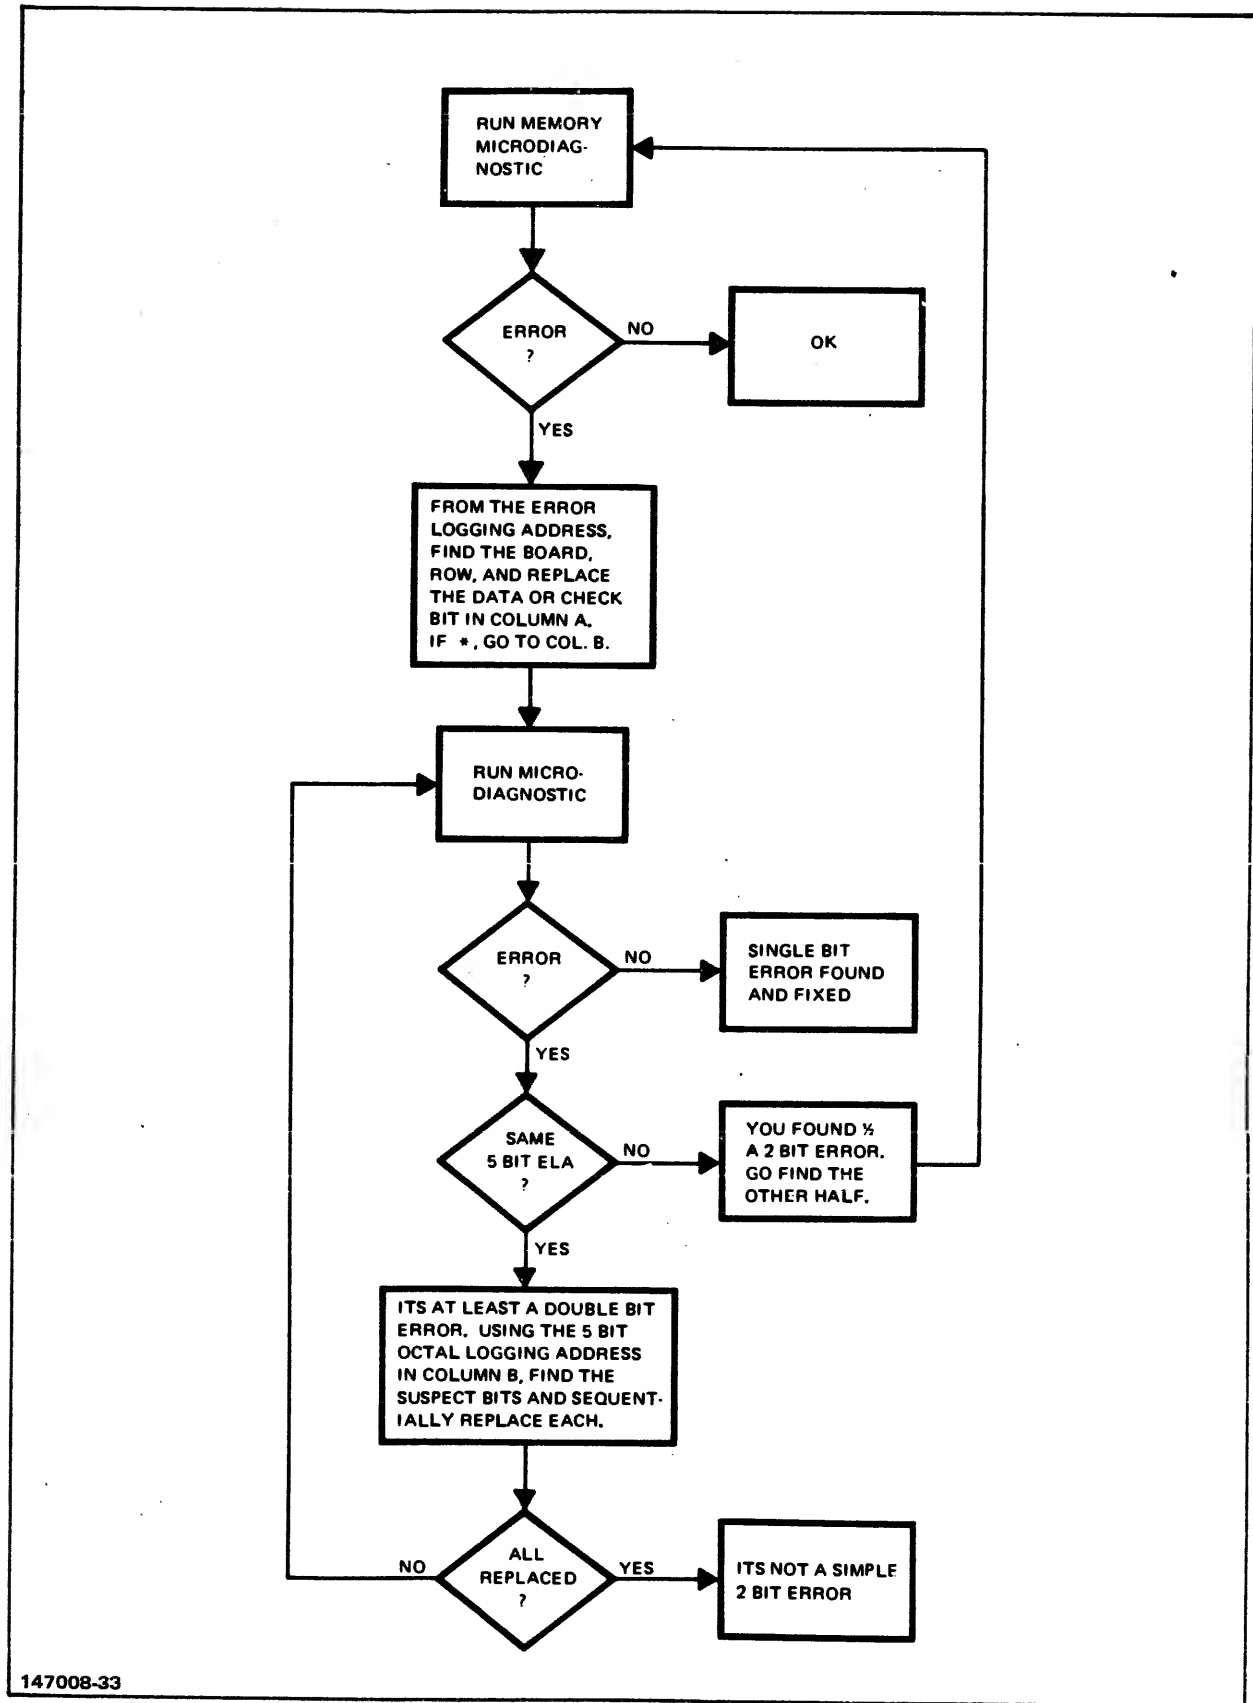 RUN MEMORY
MICRODIAG-
NOSTIC
ERROR
?
NO
OK
YES
FROM THE ERROR
LOGGING ADDRESS,
FIND THE BOARD,
ROW, AND REPLACE
THE DATA OR CHECK
BIT IN COLUMN A.
IF *, GO TO COL. B.
RUN MICRO-
DIAGNOSTIC
ERROR
?
NO
SINGLE BIT
ERROR FOUND
AND FIXED
YES
SAME
5 BIT ELA
?
NO
YOU FOUND ½
A 2 BIT ERROR.
GO FIND THE
OTHER HALF.
YES
ITS AT LEAST A DOUBLE BIT
ERROR. USING THE 5 BIT
OCTAL LOGGING ADDRESS
IN COLUMN B, FIND THE
SUSPECT BITS AND SEQUENT-
IALLY REPLACE EACH.
NO
ALL
REPLACED
?
YES
ITS NOT A SIMPLE
2 BIT ERROR
147008-33